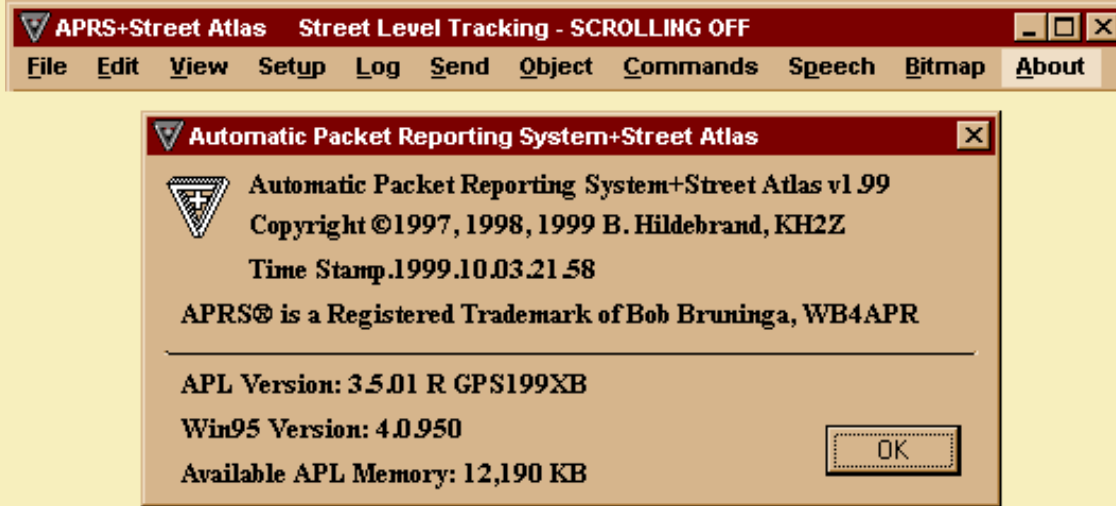 APRS+Street Atlas Street Level Tracking - SCROLLING OFF
File Edit View Setup Log Send Object Commands Speech Bitmap About
Automatic Packet Reporting System+Street Atlas
Automatic Packet Reporting System+Street Atlas v1.99
Copyright ©1997, 1998, 1999 B. Hildebrand, KH2Z
Time Stamp.1999.10.03.21.58
APRS® is a Registered Trademark of Bob Bruninga, WB4APR
APL Version: 3.5.01 R GPS199XB
Win95 Version: 4.0.950
OK
Available APL Memory: 12,190 KB